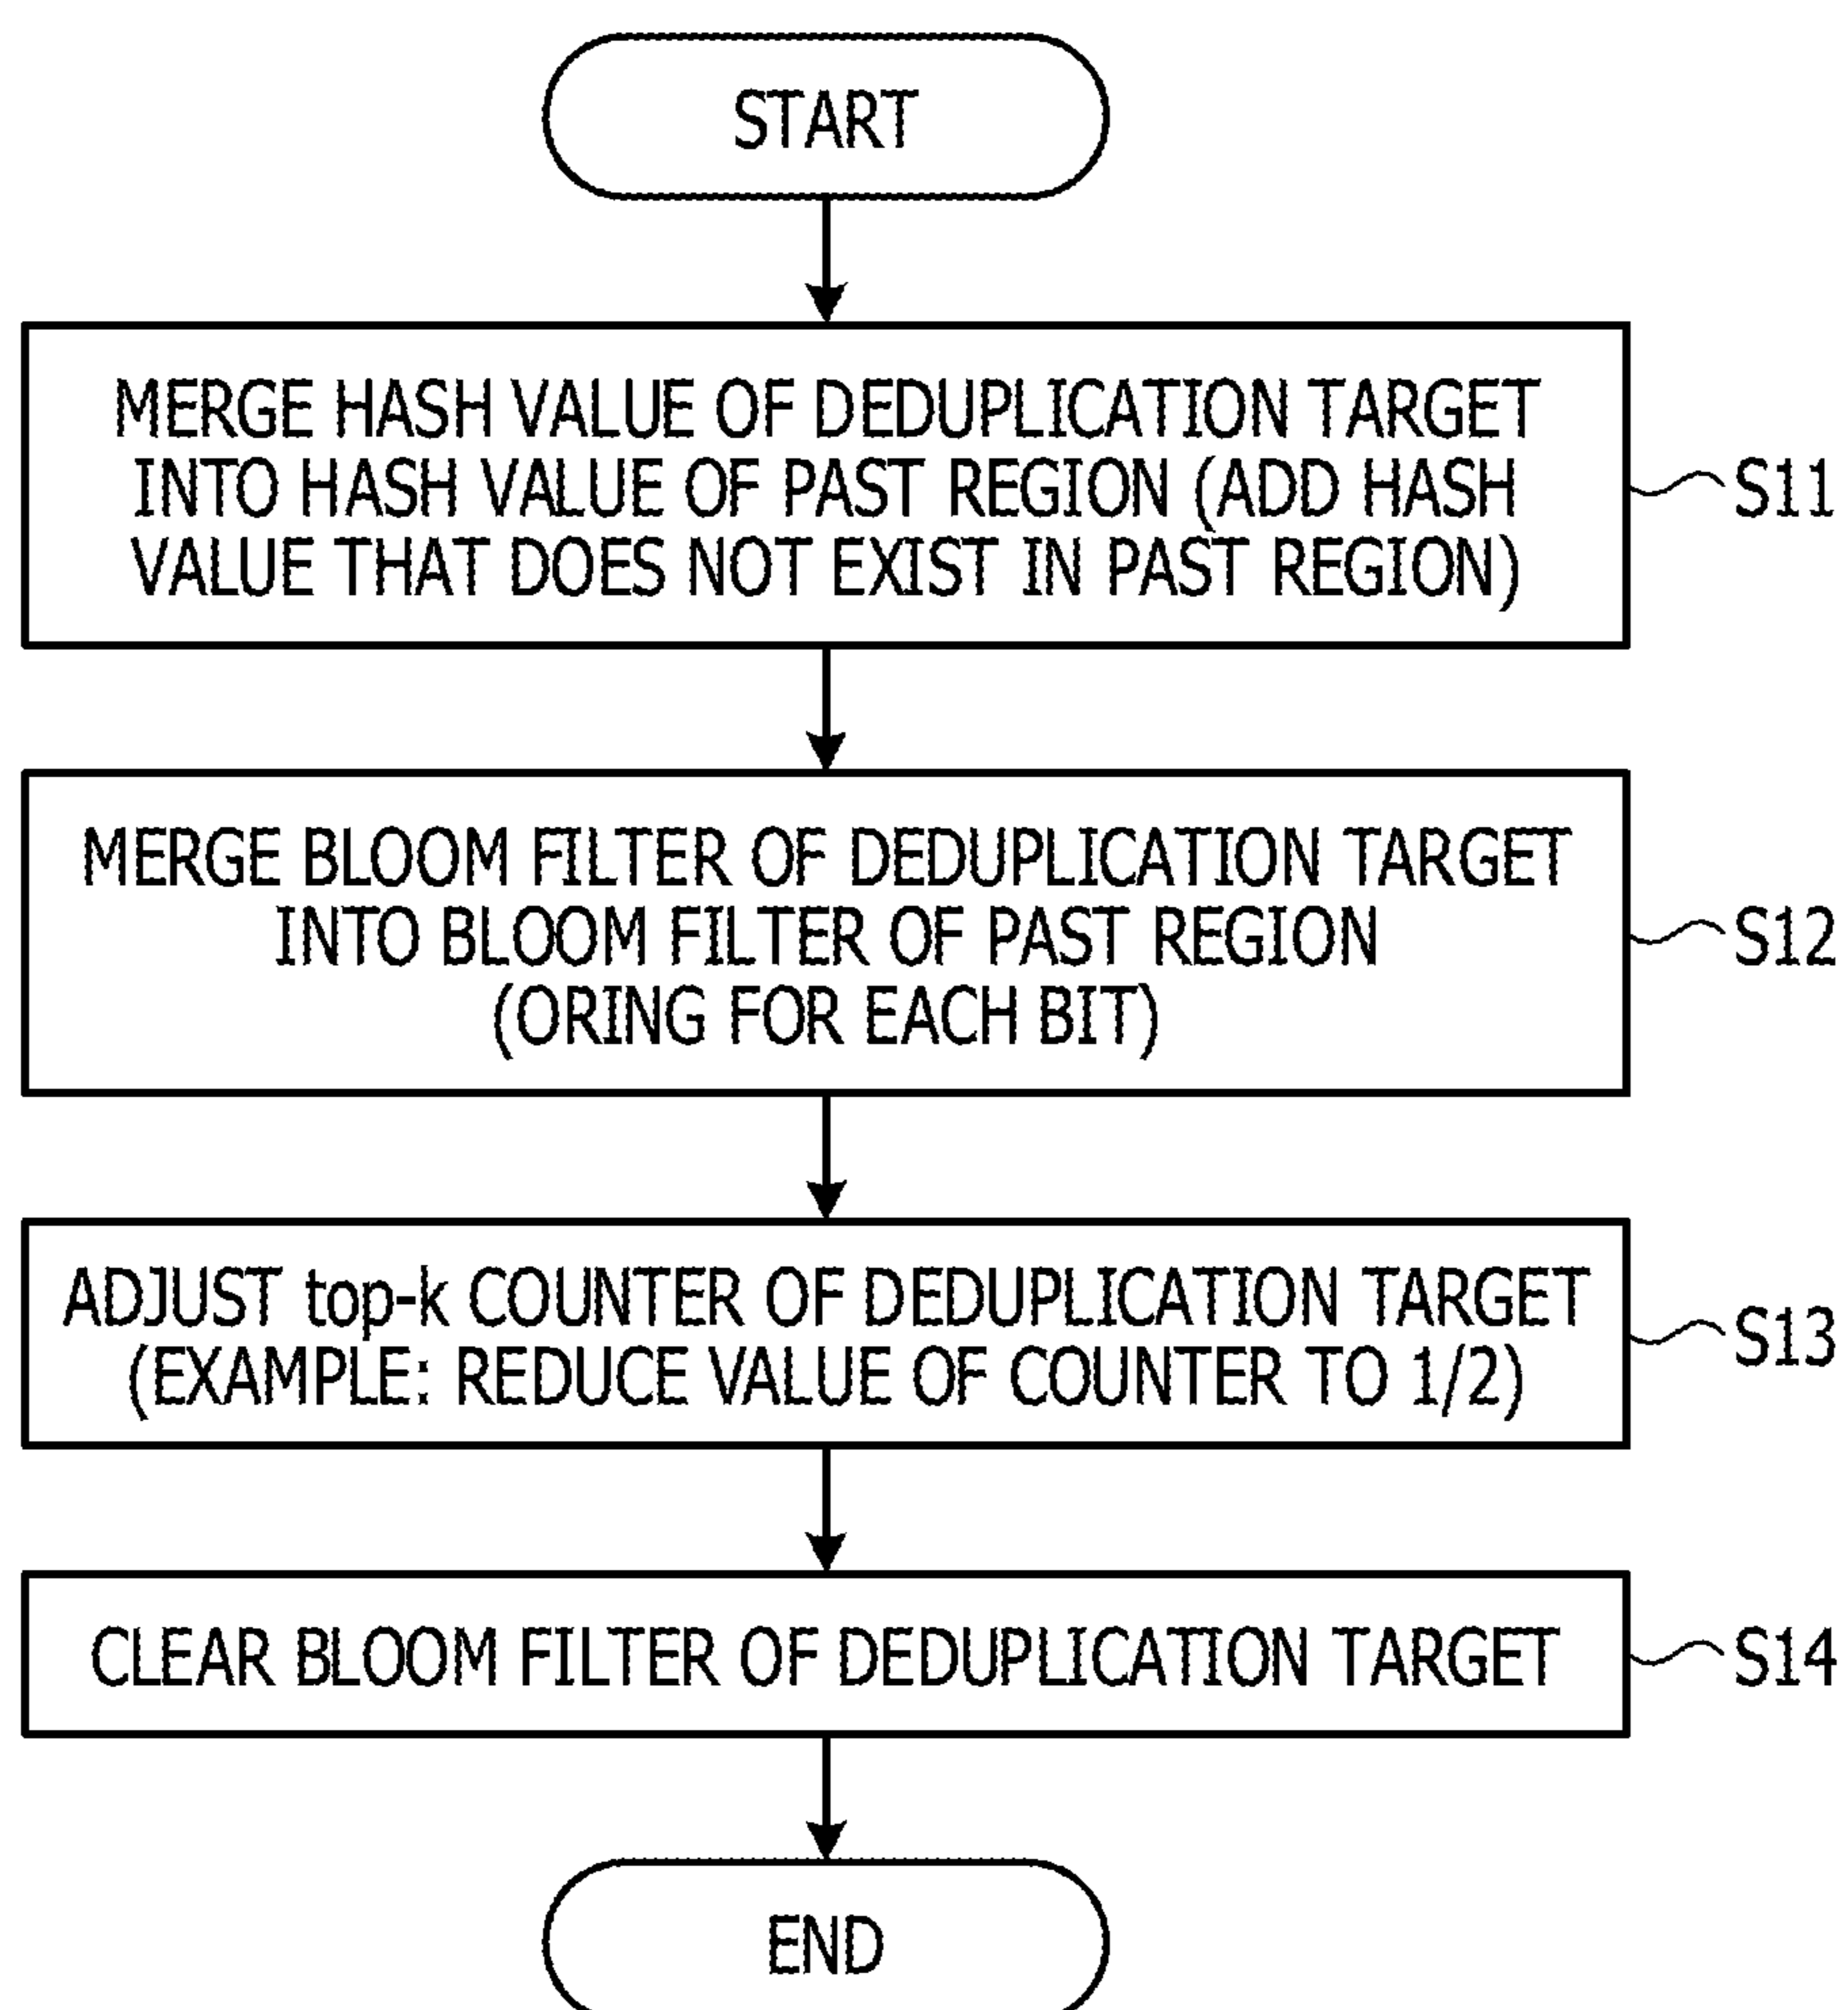 START
MERGE HASH VALUE OF DEDUPLICATION TARGET
INTO HASH VALUE OF PAST REGION (ADD HASH
VALUE THAT DOES NOT EXIST IN PAST REGION)
S11
MERGE BLOOM FILTER OF DEDUPLICATION TARGET
INTO BLOOM FILTER OF PAST REGION
(ORING FOR EACH BIT)
S12
ADJUST top-k COUNTER OF DEDUPLICATION TARGET
(EXAMPLE: REDUCE VALUE OF COUNTER TO 1/2)
S13
CLEAR BLOOM FILTER OF DEDUPLICATION TARGET
S14
END